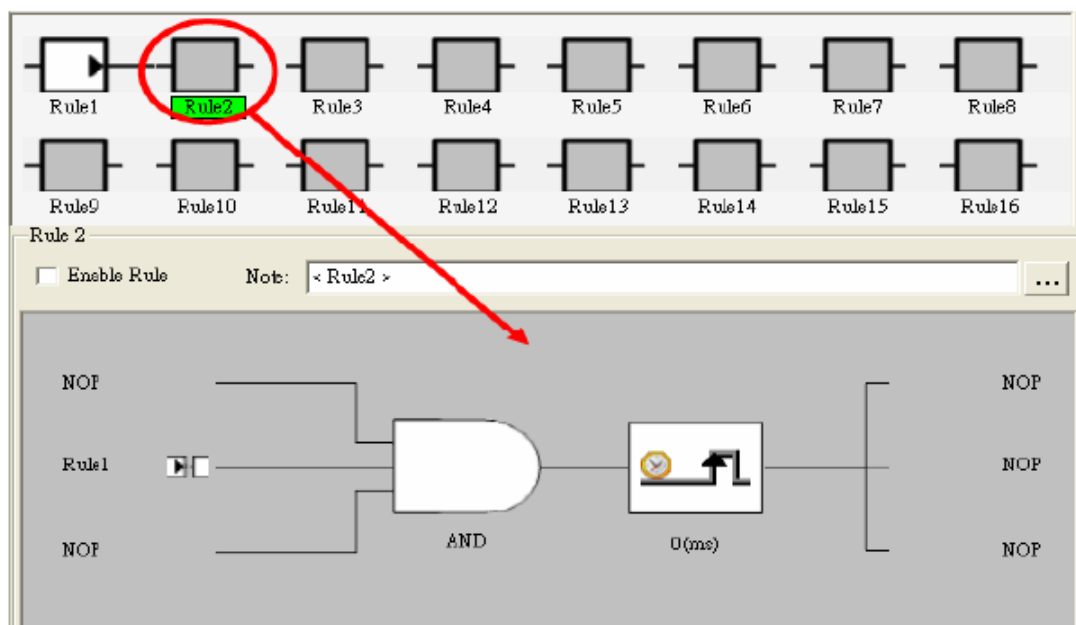 Rule1 Rule2 Rule3 Rule4 Rule5 Rule6 Rule7 Rule8
Rule9 Rule10 Rule11 Rule12 Rule13 Rule14 Rule15 Rule16
Rule 2
Enable Rule Note: < Rule2 > ...
NOP NOP
Rule1 NOP
AND 0(ms)
NOP NOP